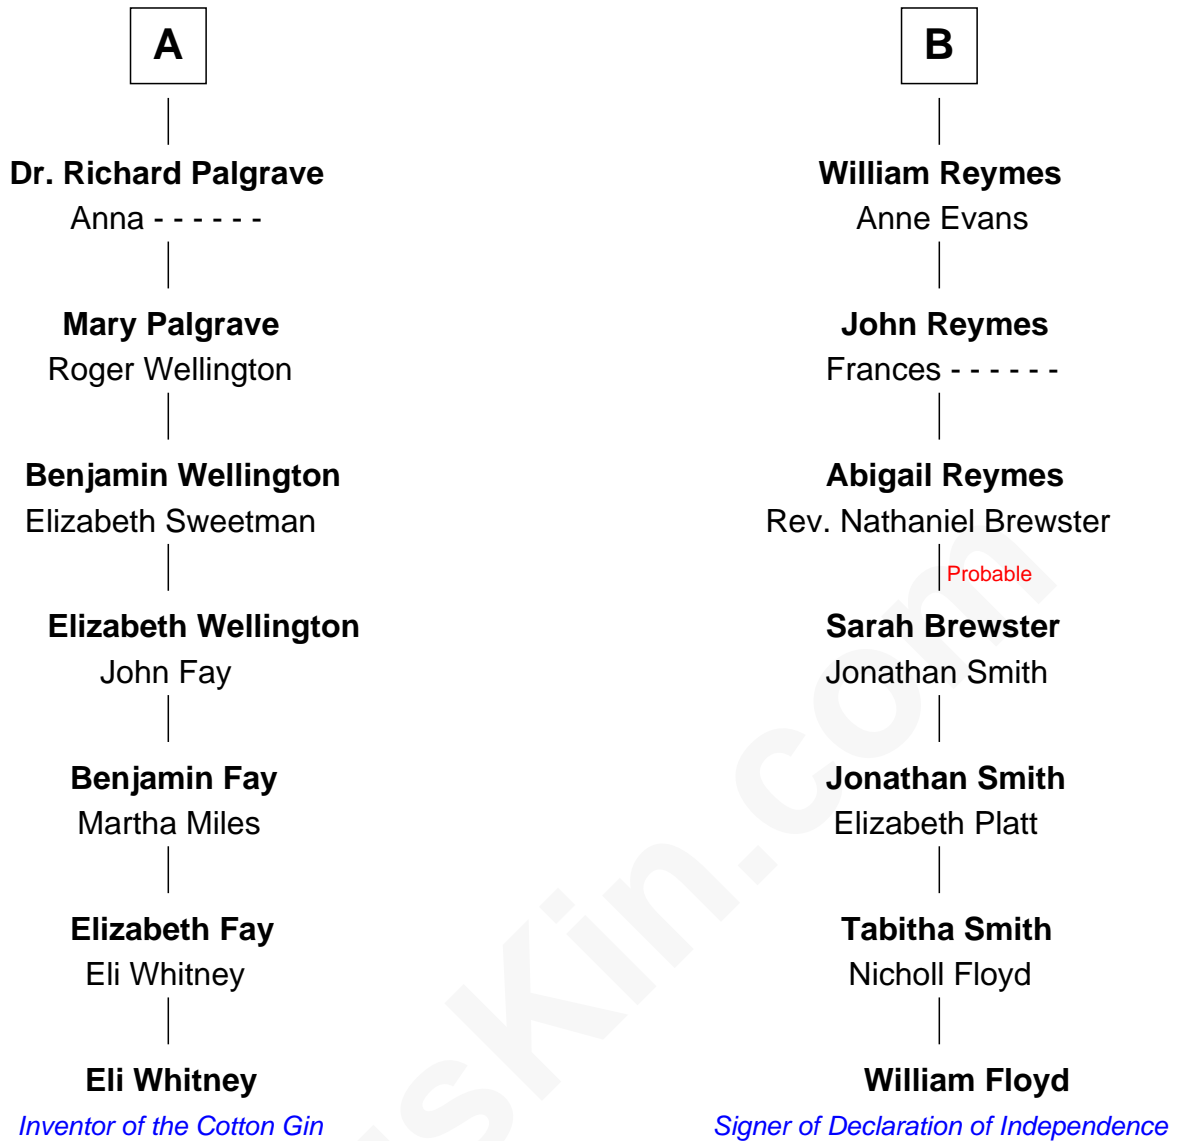 A
Dr. Richard Palgrave
Anna - - - - - -
Mary Palgrave
Roger Wellington
Benjamin Wellington
Elizabeth Sweetman
Elizabeth Wellington
John Fay
Benjamin Fay
Martha Miles
Elizabeth Fay
Eli Whitney
Eli Whitney
Inventor of the Cotton Gin
B
William Reymes
Anne Evans
John Reymes
Frances - - - - - -
Abigail Reymes
Rev. Nathaniel Brewster
Probable
Sarah Brewster
Jonathan Smith
Jonathan Smith
Elizabeth Platt
Tabitha Smith
Nicholl Floyd
William Floyd
Signer of Declaration of Independence
sKin.com